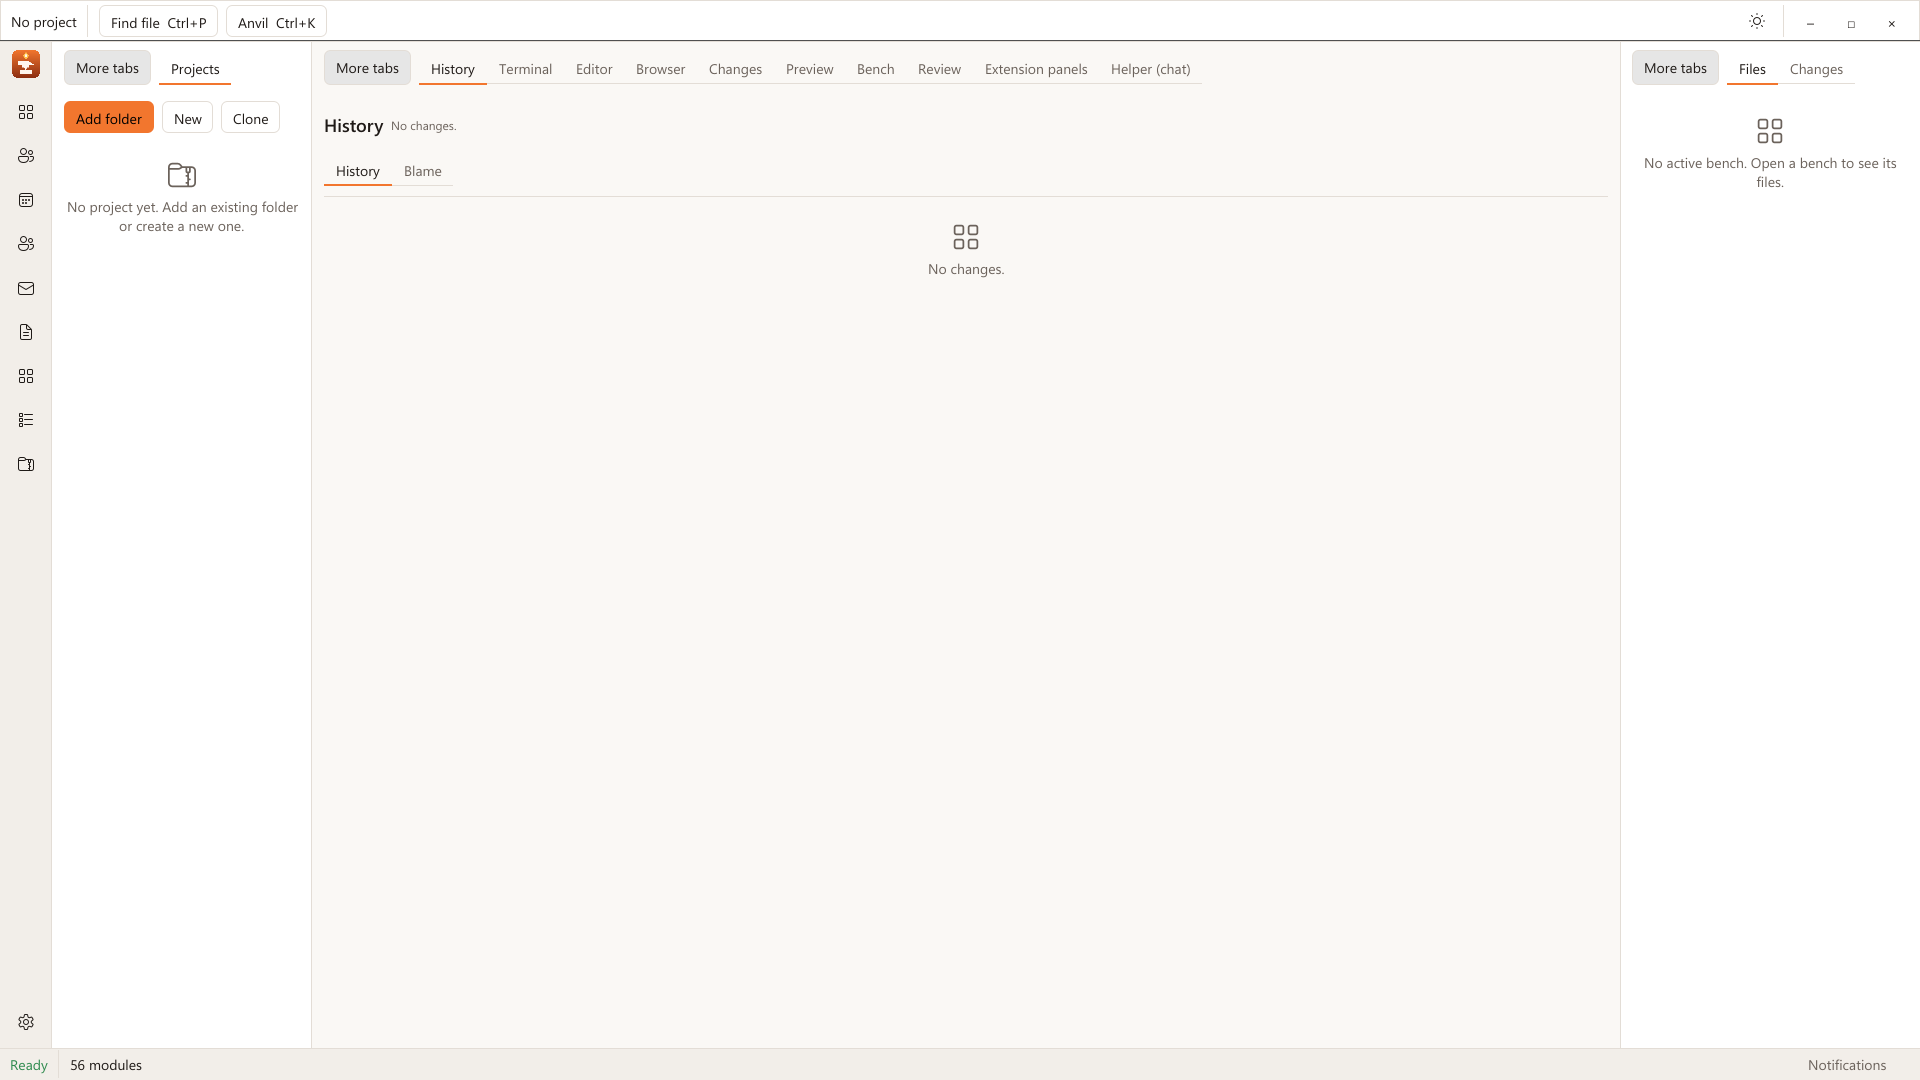 No project
Find file Ctrl+P
Anvil Ctrl+K
More tabs
Projects
Add folder
New
Clone
No project yet. Add an existing folder
or create a new one.
More tabs
History
Terminal
Editor
Browser
Changes
Preview
Bench
Review
Extension panels
Helper (chat)
History No changes.
History
Blame
No changes.
More tabs
Files
Changes
No active bench. Open a bench to see its
files.
Ready
56 modules
Notifications